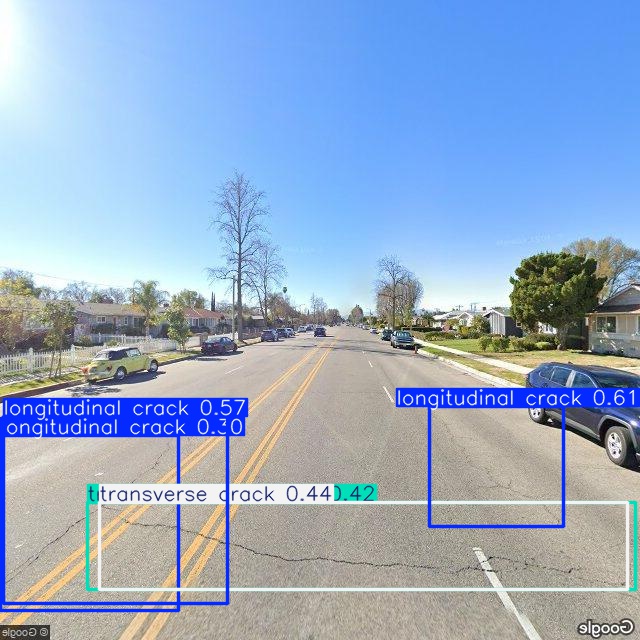 longitudinal crack 0.57
longitudinal crack 0.61
ongitudinal crack 0.30
transverse crack 0.44
0.42
© Google
Google